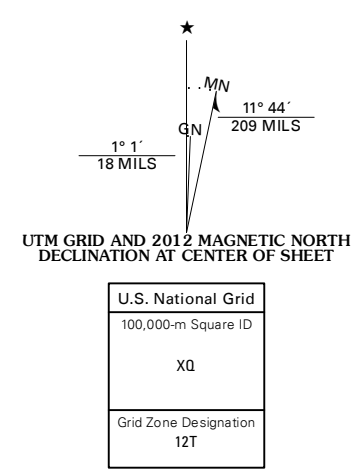 ★
MN
11° 44´
209 MILS
GN
1° 1´
18 MILS
UTM GRID AND 2012 MAGNETIC NORTH
DECLINATION AT CENTER OF SHEET
U.S. National Grid
100,000-m Square ID
XQ
Grid Zone Designation
12T